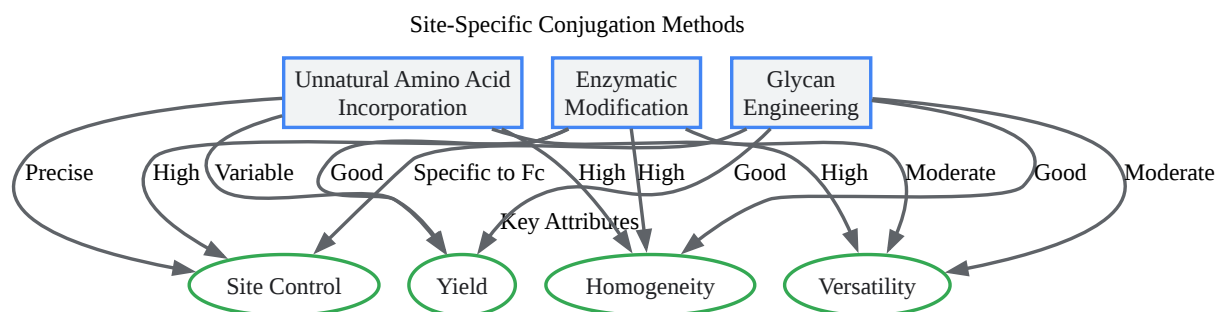 Site-Specific Conjugation Methods
Unnatural Amino Acid
Incorporation
Enzymatic
Modification
Glycan
Engineering
Precise
High
Variable
Good
Specific to Fc
High
High
Good
High
Moderate
Good
Moderate
Key Attributes
Site Control
Yield
Homogeneity
Versatility